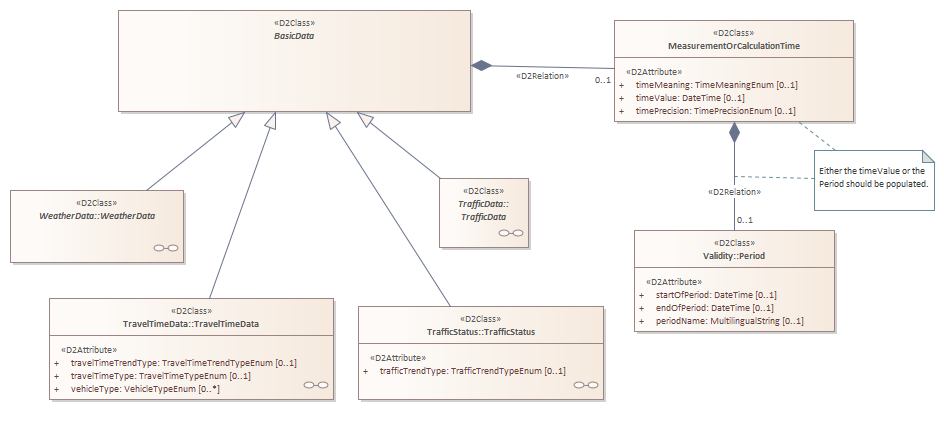 «D2Class»
BasicData
«D2Relation»
0..1
«D2Class»
MeasurementOrCalculationTime
«D2Attribute»
+ timeMeaning: TimeMeaningEnum [0..1]
+ timeValue: DateTime [0..1]
+ timePrecision: TimePrecisionEnum [0..1]
Either the timeValue or the
Period should be populated.
«D2Relation»
0..1
«D2Class»
WeatherData::WeatherData
«D2Class»
TrafficData::
TrafficData
«D2Class»
Validity::Period
«D2Attribute»
+ startOfPeriod: DateTime [0..1]
+ endOfPeriod: DateTime [0..1]
+ periodName: MultilingualString [0..1]
«D2Class»
TravelTimeData::TravelTimeData
«D2Attribute»
+ travelTimeTrendType: TravelTimeTrendTypeEnum [0..1]
+ travelTimeType: TravelTimeTypeEnum [0..1]
+ vehicleType: VehicleTypeEnum [0..*]
«D2Class»
TrafficStatus::TrafficStatus
«D2Attribute»
+ trafficTrendType: TrafficTrendTypeEnum [0..1]